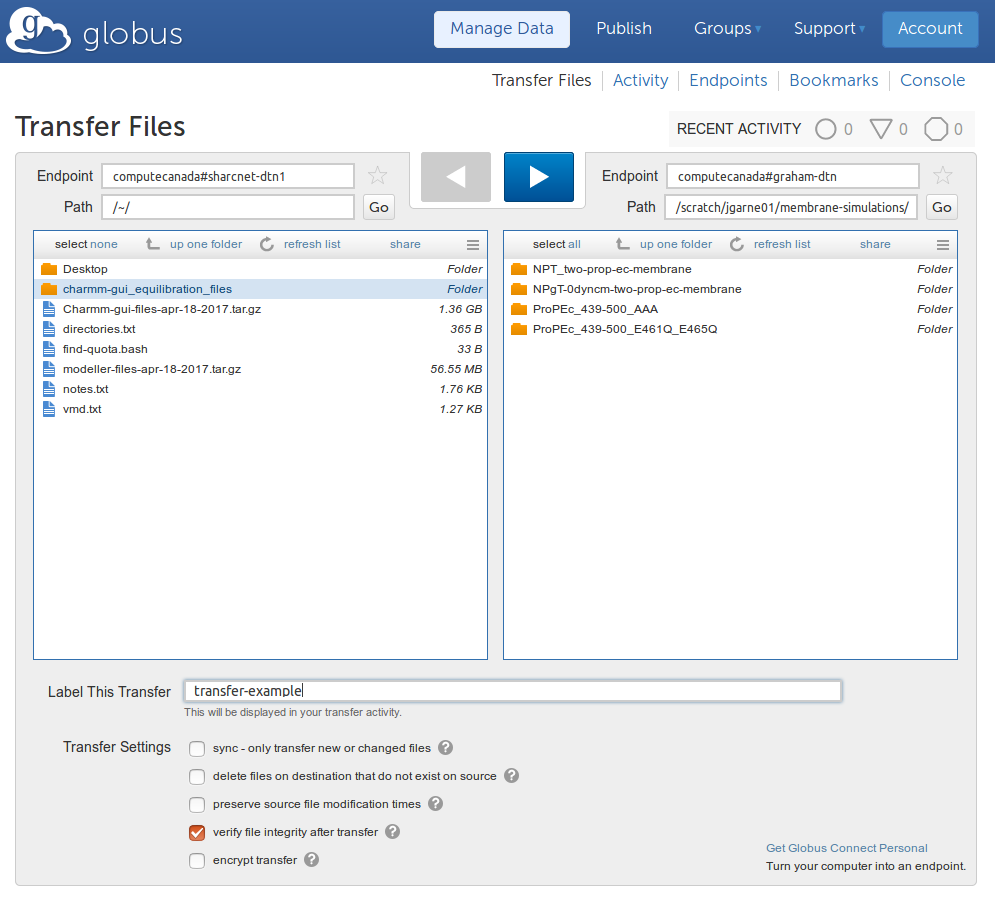 globus
Manage Data Publish Groups Support Account
Transfer Files Activity Endpoints Bookmarks Console
Transfer Files
RECENT ACTIVITY 0 0 0
Endpoint computecanada#sharcnet-dtn1
Path /~/ Go
Endpoint computecanada#graham-dtn
Path /scratch/jgarne01/membrane-simulations/ Go
select none up one folder refresh list share
Desktop Folder
charmm-gui_equilibration_files Folder
Charmm-gui-files-apr-18-2017.tar.gz 1.36 GB
directories.txt 365 B
find-quota.bash 33 B
modeller-files-apr-18-2017.tar.gz 56.55 MB
notes.txt 1.76 KB
vmd.txt 1.27 KB
select all up one folder refresh list share
NPT_two-prop-ec-membrane Folder
NPgT-0dyncm-two-prop-ec-membrane Folder
ProPEc_439-500_AAA Folder
ProPEc_439-500_E461Q_E465Q Folder
Label This Transfer transfer-example
This will be displayed in your transfer activity.
Transfer Settings sync - only transfer new or changed files ?
delete files on destination that do not exist on source ?
preserve source file modification times ?
verify file integrity after transfer ?
encrypt transfer ?
Get Globus Connect Personal
Turn your computer into an endpoint.